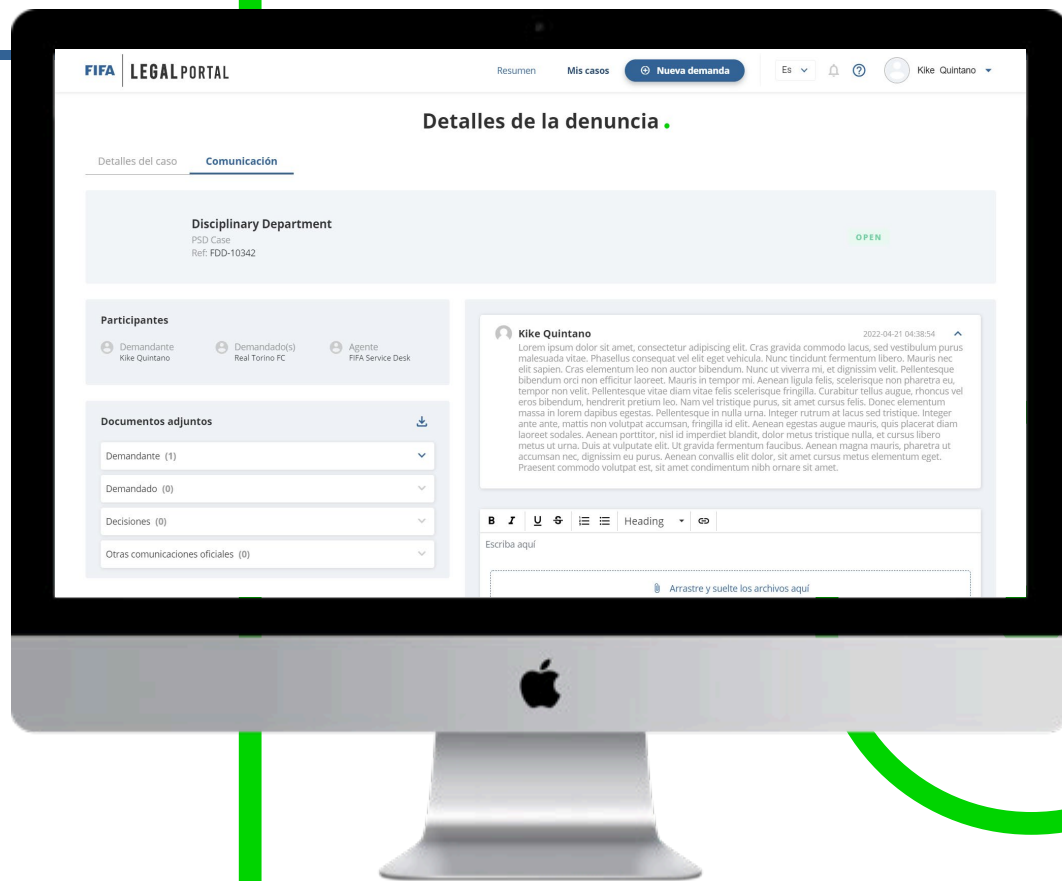 FIFA LEGALPORTAL
Resumen
Mis casos
Nueva demanda
Es
Kike Quintano
Detalles de la denuncia.
Detalles del caso
Comunicación
Disciplinary Department
PSD Case
Ref: FDD-10342
OPEN
Participantes
Demandante
Kike Quintano
Demandado(s)
Real Torino FC
Agente
FIFA Service Desk
Documentos adjuntos
Demandante (1)
Demandado (0)
Decisiones (0)
Otras comunicaciones oficiales (0)
Kike Quintano
2022-04-21 04:38:54
Lorem ipsum dolor sit amet, consectetur adipiscing elit. Cras gravida commodo lacus, sed vestibulum purus
malesuada vitae. Phasellus consequat vel elit eget vehicula. Nunc tincidunt fermentum libero. Mauris nec
elit sapien. Cras elementum leo non auctor bibendum. Nunc ut viverra mi, et dignissim velit. Pellentesque
bibendum orci non efficitur laoreet. Mauris in tempor mi. Aenean ligula felis, scelerisque non pharetra eu,
tempor non velit. Pellentesque vitae diam vitae felis scelerisque fringilla. Curabitur tellus augue, rhoncus vel
eros bibendum, hendrerit pretium leo. Nam vel tristique purus, sit amet cursus felis. Donec elementum
massa in lorem dapibus egestas. Pellentesque in nulla urna. Integer rutrum at lacus sed tristique. Integer
ante ante, mattis non volutpat accumsan, fringilla id elit. Aenean egestas augue mauris, quis placerat diam
laoreet sodales. Aenean porttitor, nisl id imperdiet blandit, dolor metus tristique nulla, et cursus libero
metus ut urna. Duis at vulputate elit. Ut gravida fermentum faucibus. Aenean magna mauris, pharetra ut
accumsan nec, dignissim eu purus. Aenean convallis elit dolor, sit amet cursus metus elementum eget.
Praesent commodo volutpat est, sit amet condimentum nibh ornare sit amet.
B I U S Heading
Escriba aquí
Arrastre y suelte los archivos aquí